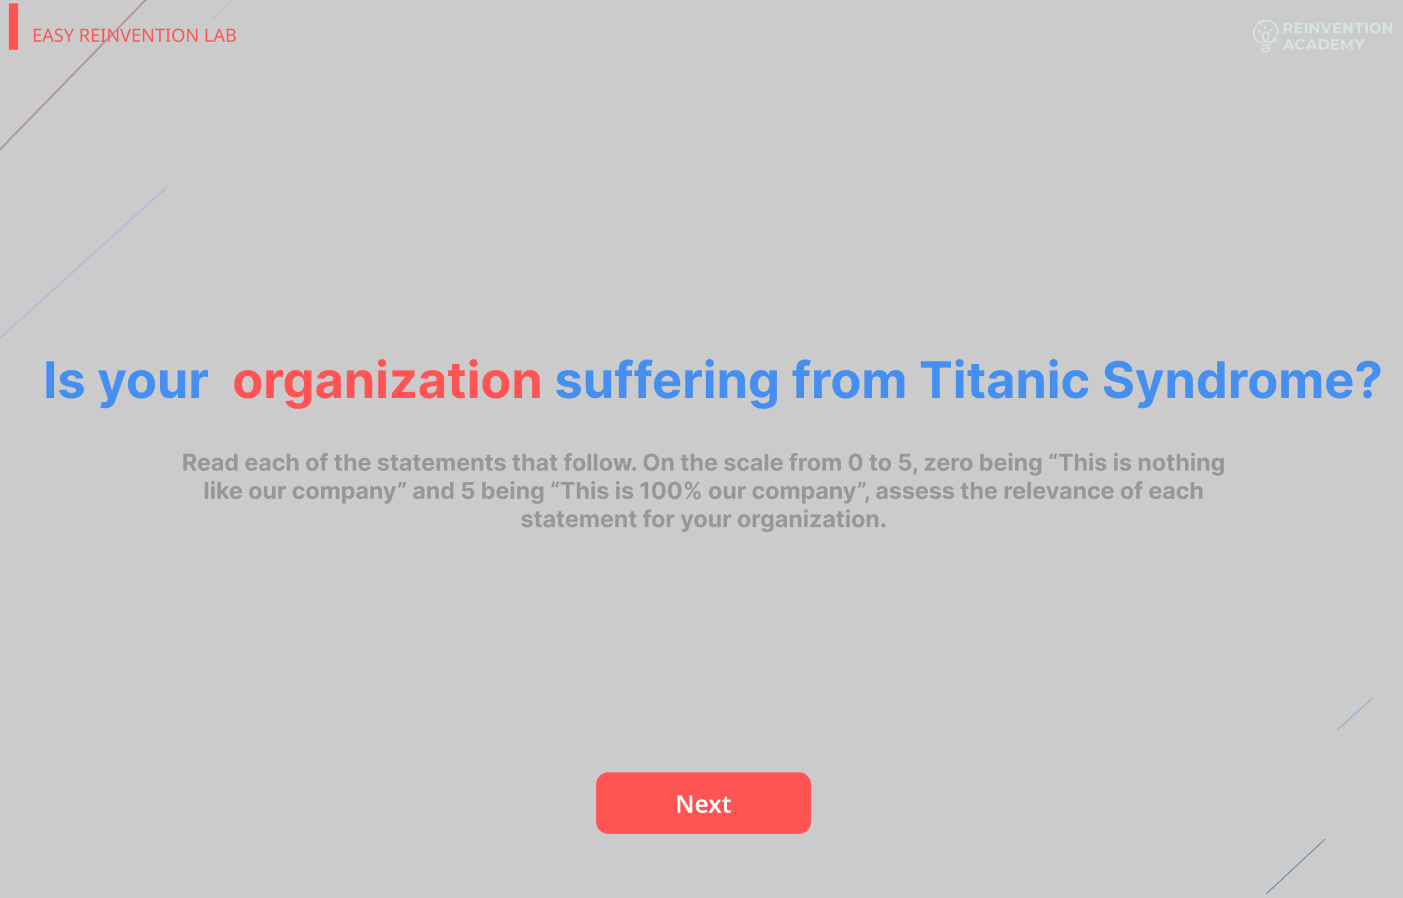 EASY REINVENTION LAB
REINVENTION
ACADEMY
Is your organization suffering from Titanic Syndrome?
Read each of the statements that follow. On the scale from 0 to 5, zero being “This is nothing
like our company” and 5 being “This is 100% our company”, assess the relevance of each
statement for your organization.
Next